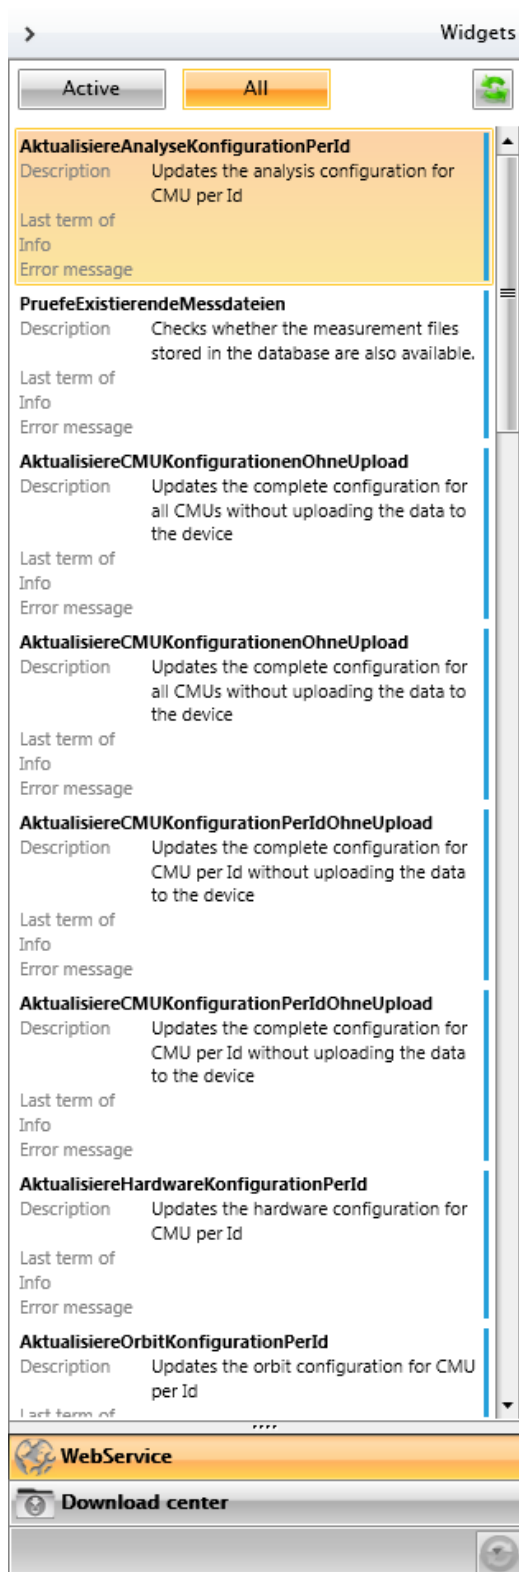 Widgets
Active All
AktualisiereAnalyseKonfigurationPerId
Description Updates the analysis configuration for
CMU per Id
Last term of
Info
Error message
PruefeExistierendeMessdateien
Description Checks whether the measurement files
stored in the database are also available.
Last term of
Info
Error message
AktualisiereCMUKonfigurationenOhneUpload
Description Updates the complete configuration for
all CMUs without uploading the data to
the device
Last term of
Info
Error message
AktualisiereCMUKonfigurationenOhneUpload
Description Updates the complete configuration for
all CMUs without uploading the data to
the device
Last term of
Info
Error message
AktualisiereCMUKonfigurationPerIdOhneUpload
Description Updates the complete configuration for
CMU per Id without uploading the data
to the device
Last term of
Info
Error message
AktualisiereCMUKonfigurationPerIdOhneUpload
Description Updates the complete configuration for
CMU per Id without uploading the data
to the device
Last term of
Info
Error message
AktualisiereHardwareKonfigurationPerId
Description Updates the hardware configuration for
CMU per Id
Last term of
Info
Error message
AktualisiereOrbitKonfigurationPerId
Description Updates the orbit configuration for CMU
per Id
Last term of
WebService
Download center